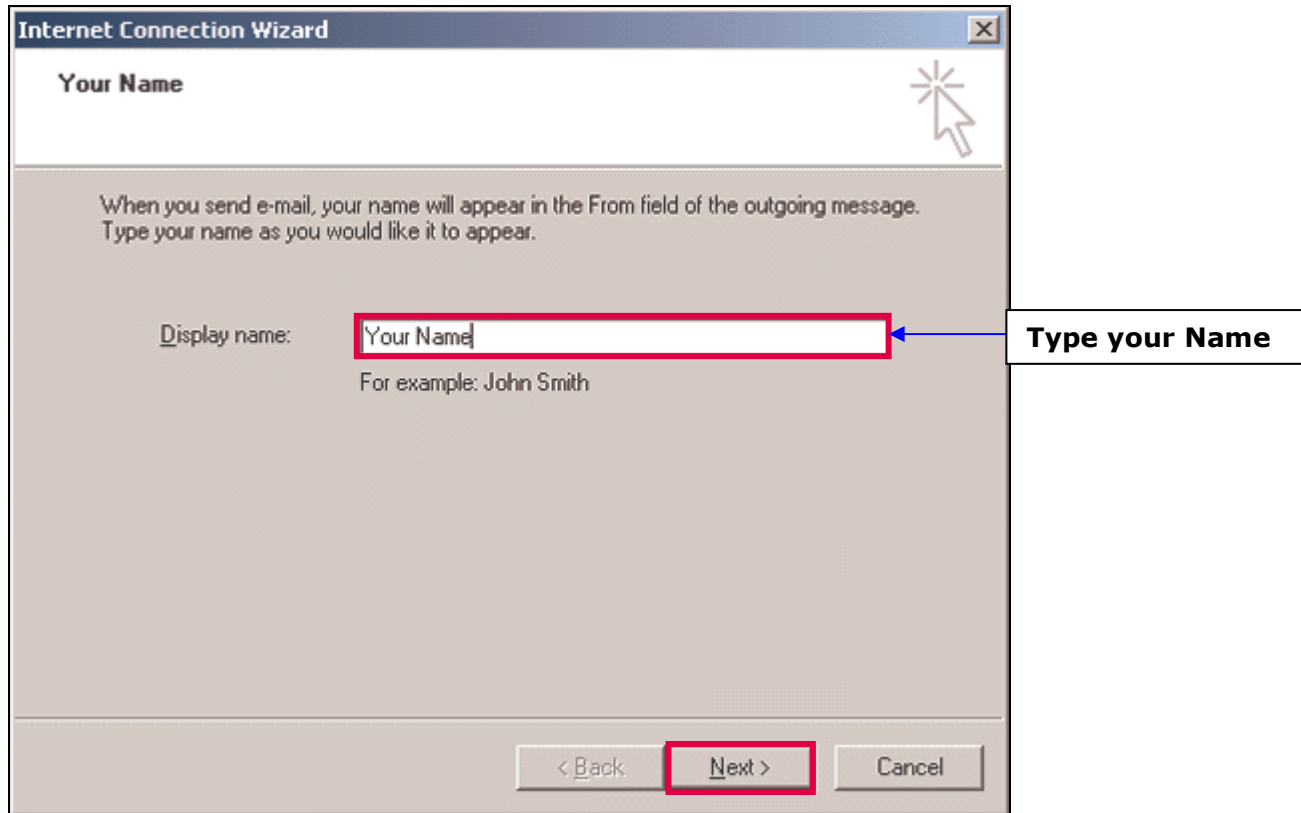 Internet Connection Wizard
Your Name
When you send e-mail, your name will appear in the From field of the outgoing message.
Type your name as you would like it to appear.
Display name:
Your Name
Type your Name
For example: John Smith
< Back
Next >
Cancel